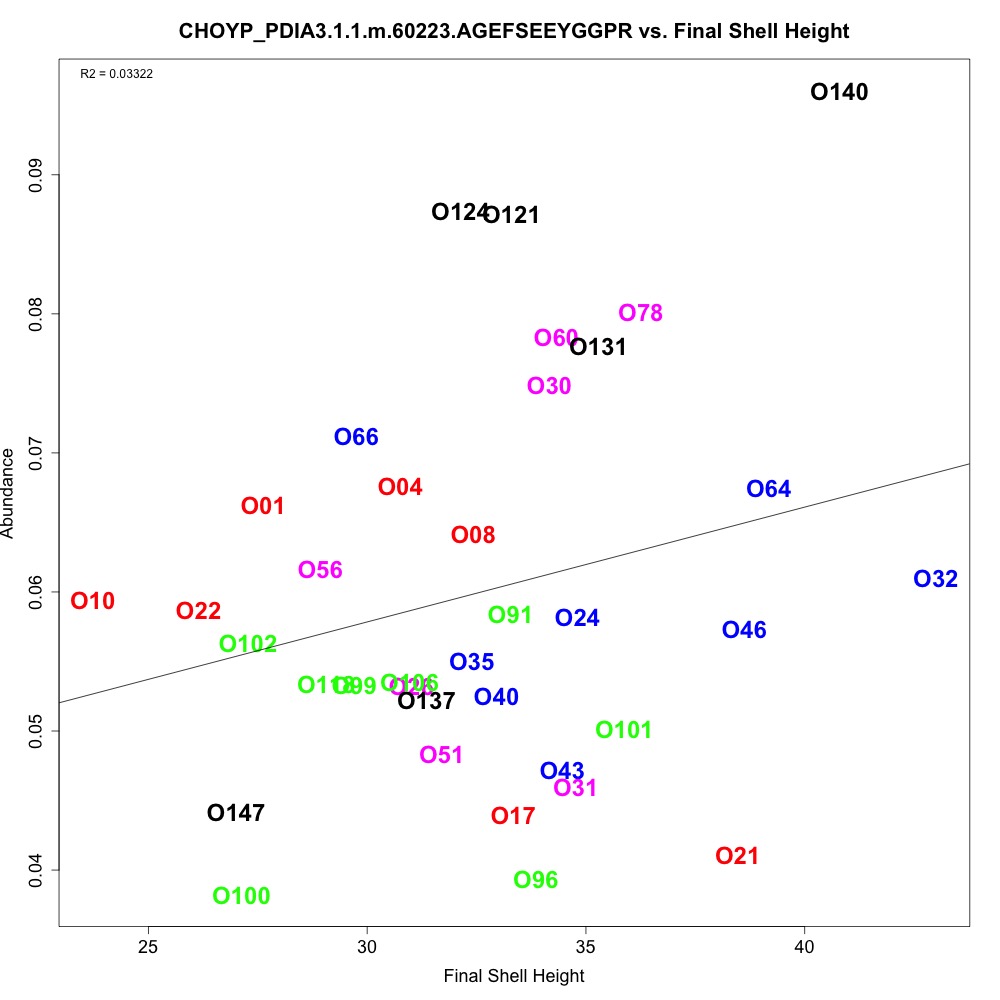 CHOYP_PDIA3.1.1.m.60223.AGEFSEEYGGPR vs. Final Shell Height
R2 = 0.03322
O140
0.09
O124
O121
O78
0.08
O60
O131
O30
O66
0.07
O04
O64
O01
O08
Abundance
O56
O32
0.06
O10
O22
O91
O24
O46
O102
O35
O99
O106
O137
O40
0.05
O101
O51
O43
O31
O147
O17
O21
0.04
O96
O100
25
30
35
40
Final Shell Height